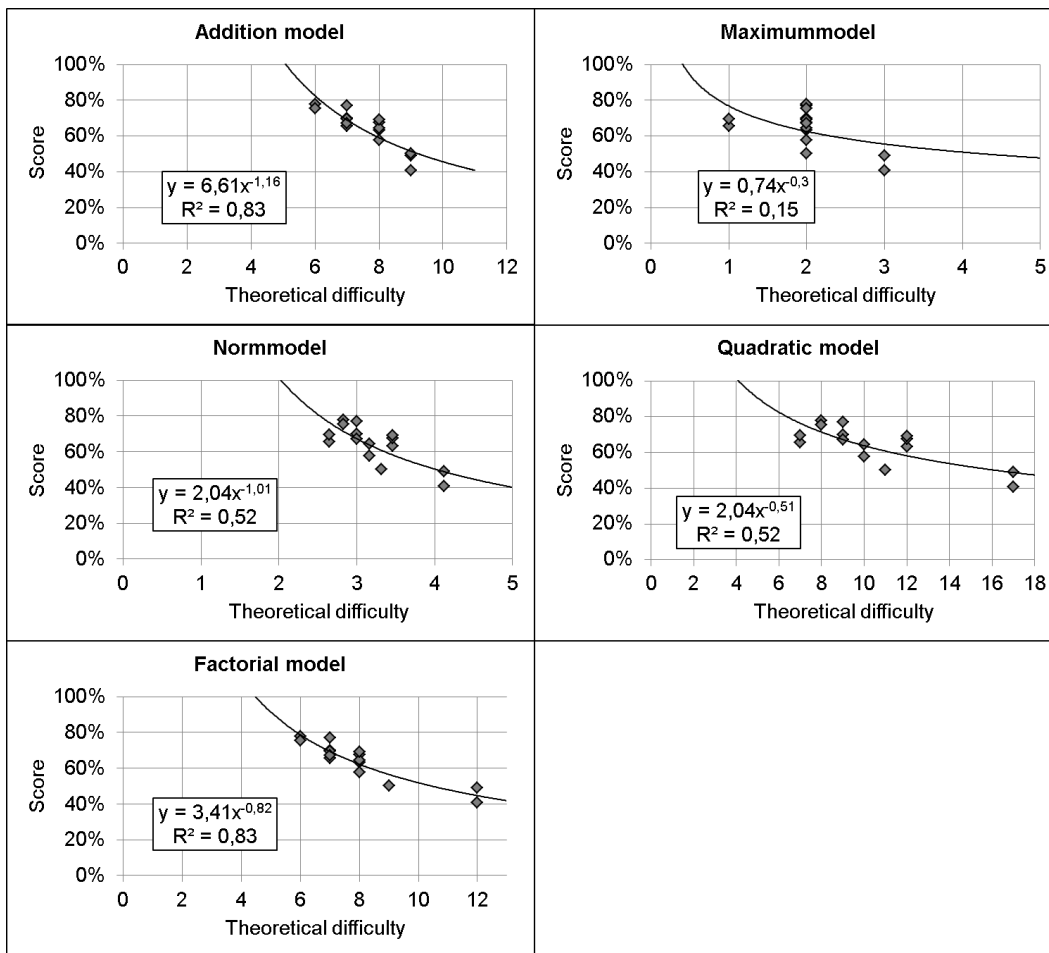 Addition model
100%
80%
60%
40%
20%
0%
Score
y = 6,61x^-1,16
R² = 0,83
0 2 4 6 8 10 12
Theoretical difficulty
Maximummodel
100%
80%
60%
40%
20%
0%
Score
y = 0,74x^-0,3
R² = 0,15
0 1 2 3 4 5
Theoretical difficulty
Normmodel
100%
80%
60%
40%
20%
0%
Score
y = 2,04x^-1,01
R² = 0,52
0 1 2 3 4 5
Theoretical difficulty
Quadratic model
100%
80%
60%
40%
20%
0%
Score
y = 2,04x^-0,51
R² = 0,52
0 2 4 6 8 10 12 14 16 18
Theoretical difficulty
Factorial model
100%
80%
60%
40%
20%
0%
Score
y = 3,41x^-0,82
R² = 0,83
0 2 4 6 8 10 12
Theoretical difficulty